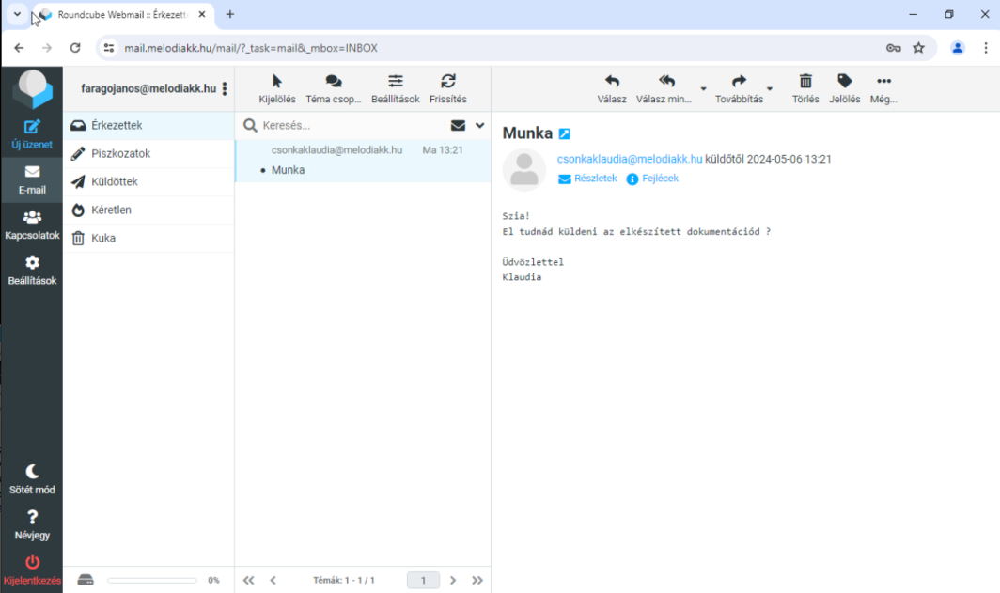 Roundcube Webmail :: Érkezett
mail.melodiakk.hu/mail/?_task=mail&_mbox=INBOX
faragojanos@melodiakk.hu
Új üzenet
E-mail
Kapcsolatok
Beállítások
Sötét mód
Névjegy
Kijelentkezés
Érkezettek
Piszkozatok
Küldöttek
Kéretlen
Kuka
0%
Kijelölés Téma csop... Beállítások Frissítés
Keresés...
csonkaklaudia@melodiakk.hu Ma 13:21
Munka
Témák: 1 - 1 / 1
1
Válasz Válasz min... Továbbítás Törlés Jelölés Még...
Munka
csonkaklaudia@melodiakk.hu küldőtől 2024-05-06 13:21
Részletek Fejlécek
Szia!
El tudnád küldeni az elkészített dokumentációd ?
Üdvözlettel
Klaudia